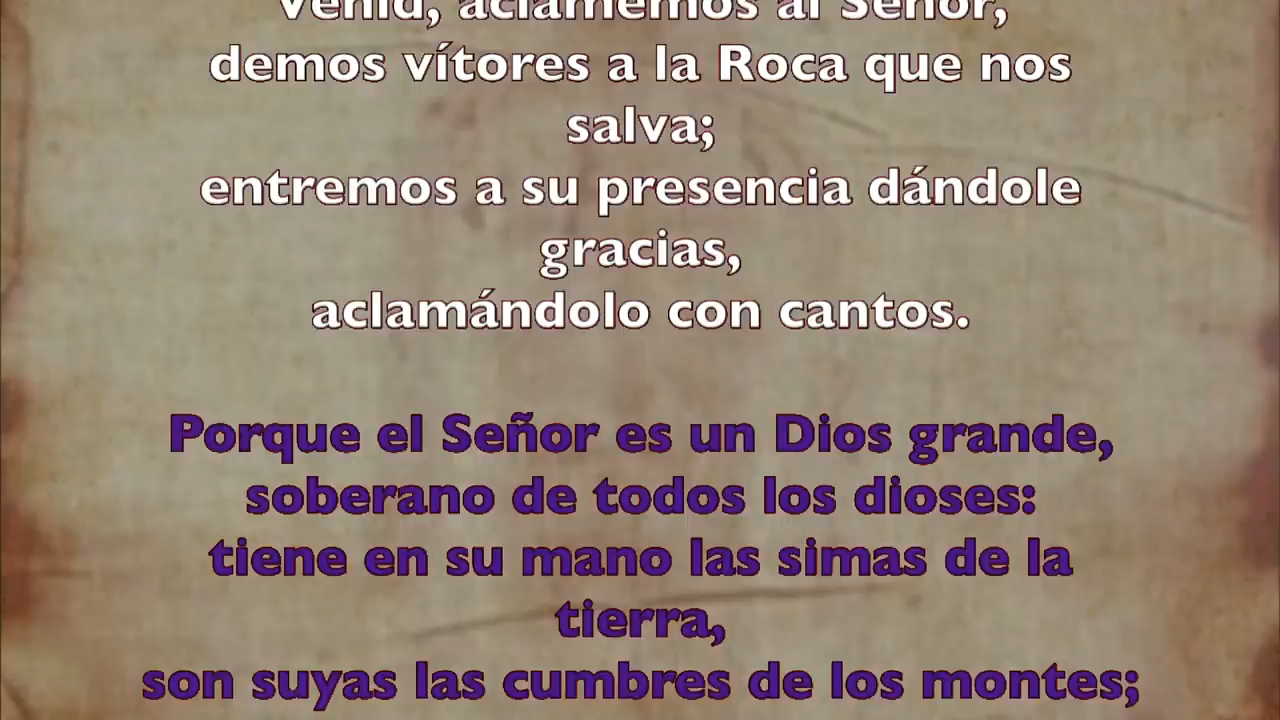 Venid, aclamemos al Señor,
demos vítores a la Roca que nos
salva;
entremos a su presencia dándole
gracias,
aclamándolo con cantos.
Porque el Señor es un Dios grande,
soberano de todos los dioses:
tiene en su mano las simas de la
tierra,
son suyas las cumbres de los montes;